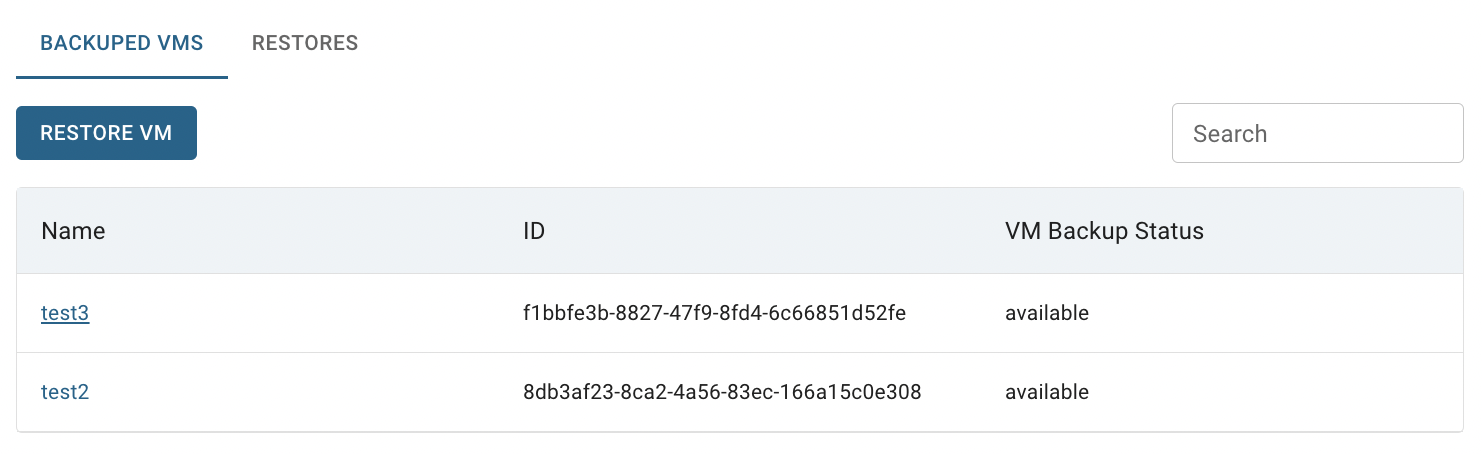 BACKUPED VMS RESTORES
RESTORE VM Search
Name ID VM Backup Status
test3 f1bbfe3b-8827-47f9-8fd4-6c66851d52fe available
test2 8db3af23-8ca2-4a56-83ec-166a15c0e308 available